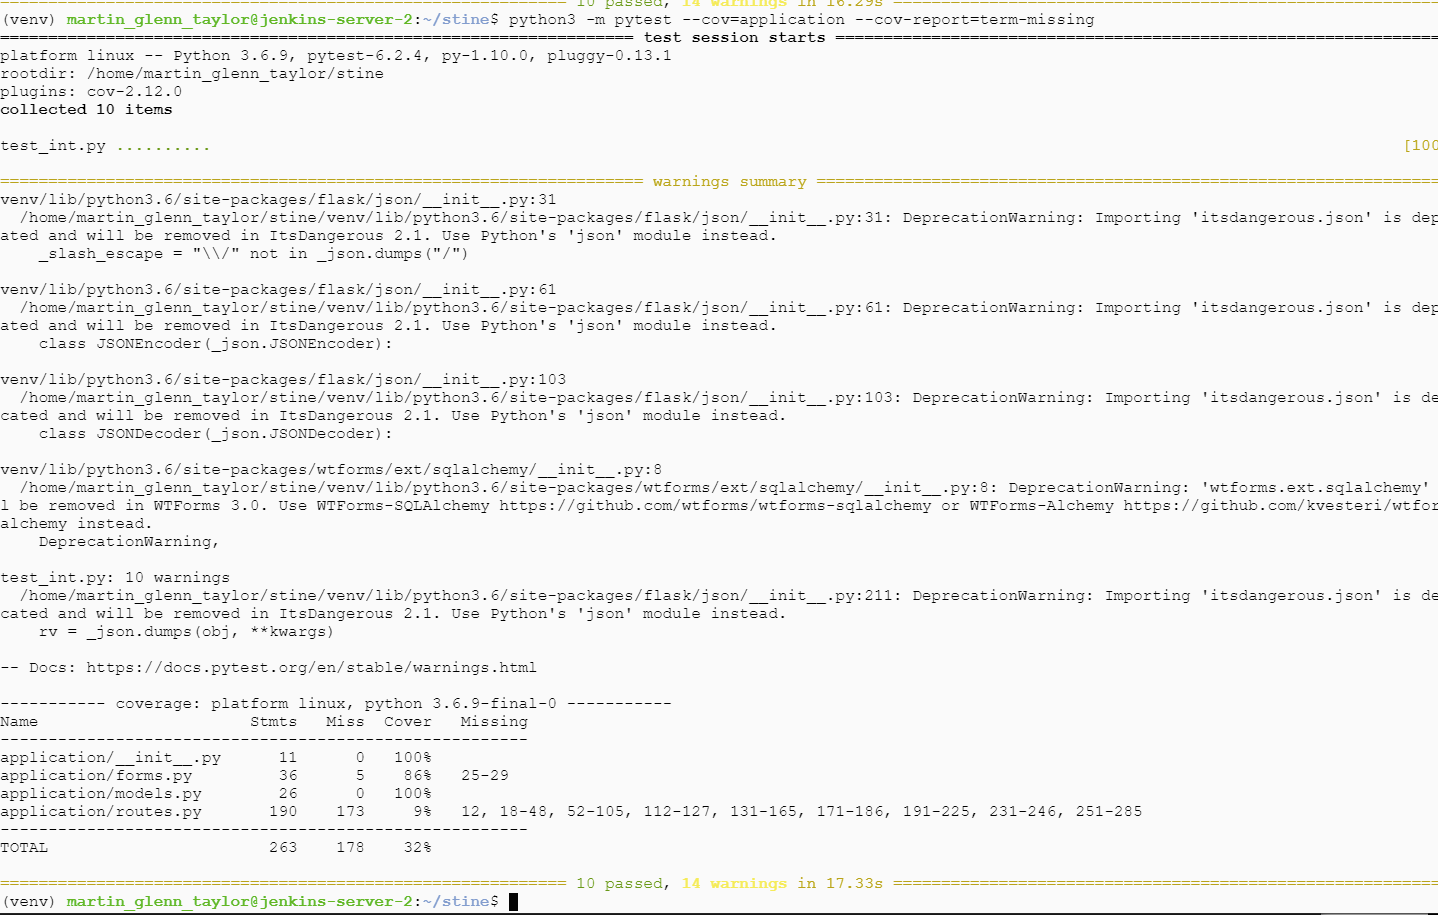 10 passed, 14 warnings in 16.29s
(venv) martin_glenn_taylor@jenkins-server-2:~/stine$ python3 -m pytest --cov=application --cov-report=term-missing
================================================================== test session starts ================================================================
platform linux -- Python 3.6.9, pytest-6.2.4, py-1.10.0, pluggy-0.13.1
rootdir: /home/martin_glenn_taylor/stine
plugins: cov-2.12.0
collected 10 items
test_int.py .......... [100
=================================================================== warnings summary =================================================================
venv/lib/python3.6/site-packages/flask/json/__init__.py:31
  /home/martin_glenn_taylor/stine/venv/lib/python3.6/site-packages/flask/json/__init__.py:31: DeprecationWarning: Importing 'itsdangerous.json' is dep
ated and will be removed in ItsDangerous 2.1. Use Python's 'json' module instead.
    _slash_escape = "\\/" not in _json.dumps("/")
venv/lib/python3.6/site-packages/flask/json/__init__.py:61
  /home/martin_glenn_taylor/stine/venv/lib/python3.6/site-packages/flask/json/__init__.py:61: DeprecationWarning: Importing 'itsdangerous.json' is dep
ated and will be removed in ItsDangerous 2.1. Use Python's 'json' module instead.
    class JSONEncoder(_json.JSONEncoder):
venv/lib/python3.6/site-packages/flask/json/__init__.py:103
  /home/martin_glenn_taylor/stine/venv/lib/python3.6/site-packages/flask/json/__init__.py:103: DeprecationWarning: Importing 'itsdangerous.json' is de
cated and will be removed in ItsDangerous 2.1. Use Python's 'json' module instead.
    class JSONDecoder(_json.JSONDecoder):
venv/lib/python3.6/site-packages/wtforms/ext/sqlalchemy/__init__.py:8
  /home/martin_glenn_taylor/stine/venv/lib/python3.6/site-packages/wtforms/ext/sqlalchemy/__init__.py:8: DeprecationWarning: 'wtforms.ext.sqlalchemy'
l be removed in WTForms 3.0. Use WTForms-SQLAlchemy https://github.com/wtforms/wtforms-sqlalchemy or WTForms-Alchemy https://github.com/kvesteri/wtfor
alchemy instead.
    DeprecationWarning,
test_int.py: 10 warnings
  /home/martin_glenn_taylor/stine/venv/lib/python3.6/site-packages/flask/json/__init__.py:211: DeprecationWarning: Importing 'itsdangerous.json' is de
cated and will be removed in ItsDangerous 2.1. Use Python's 'json' module instead.
    rv = _json.dumps(obj, **kwargs)
-- Docs: https://docs.pytest.org/en/stable/warnings.html
----------- coverage: platform linux, python 3.6.9-final-0 -----------
Name                      Stmts   Miss  Cover   Missing
-------------------------------------------------------
application/__init__.py      11      0   100%
application/forms.py         36      5    86%   25-29
application/models.py        26      0   100%
application/routes.py       190    173     9%   12, 18-48, 52-105, 112-127, 131-165, 171-186, 191-225, 231-246, 251-285
-------------------------------------------------------
TOTAL                       263    178    32%
=========================================================== 10 passed, 14 warnings in 17.33s =========================================================
(venv) martin_glenn_taylor@jenkins-server-2:~/stine$